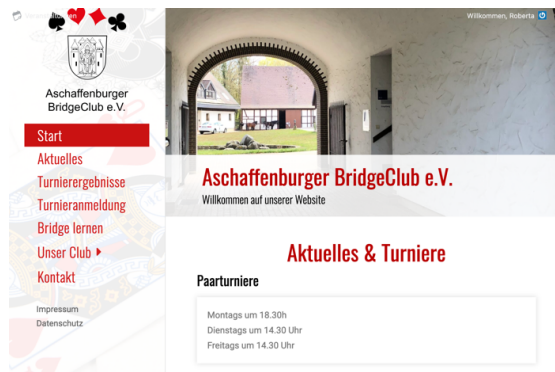 Willkommen, Roberta
Aschaffenburger
BridgeClub e.V.
Start
Aktuelles
Turnierergebnisse
Turnieranmeldung
Bridge lernen
Unser Club
Kontakt
Impressum
Datenschutz
Aschaffenburger BridgeClub e.V.
Willkommen auf unserer Website
Aktuelles & Turniere
Paarturniere
Montags um 18.30h
Dienstags um 14.30 Uhr
Freitags um 14.30 Uhr